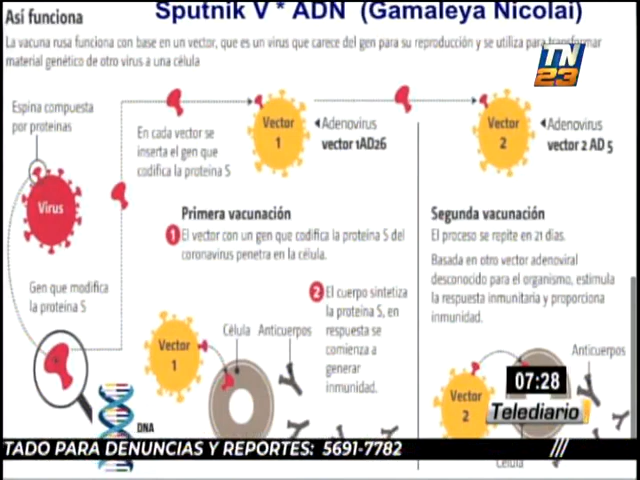 Así funciona
Sputnik V * ADN (Gamaleya Nicolai)
La vacuna rusa funciona con base en un vector, que es un virus que carece del gen para su reproducción y se utiliza para transformar
material genético de otro virus a una célula
TN
23
Espina compuesta
por proteinas
En cada vector se
inserta el gen que
codifica la proteina S
Vector
1
Adenovirus
vector 1AD26
Vector
2
Adenovirus
vector 2 AD 5
Virus
Gen que modifica
la proteina S
Primera vacunación
1 El vector con un gen que codifica la proteina S del
coronavirus penetra en la célula.
2 El cuerpo sintetiza
la proteina S, en
respuesta se
comienza a
generar
inmunidad.
Segunda vacunación
El proceso se repite en 21 días.
Basada en otro vector adenoviral
desconocido para el organismo, estimula
la respuesta inmunitaria y proporciona
inmunidad.
Vector
1
Célula
Anticuerpos
Vector
2
Anticuerpos
Célula
DNA
07:28
Telediario
TADO PARA DENUNCIAS Y REPORTES: 5691-7782